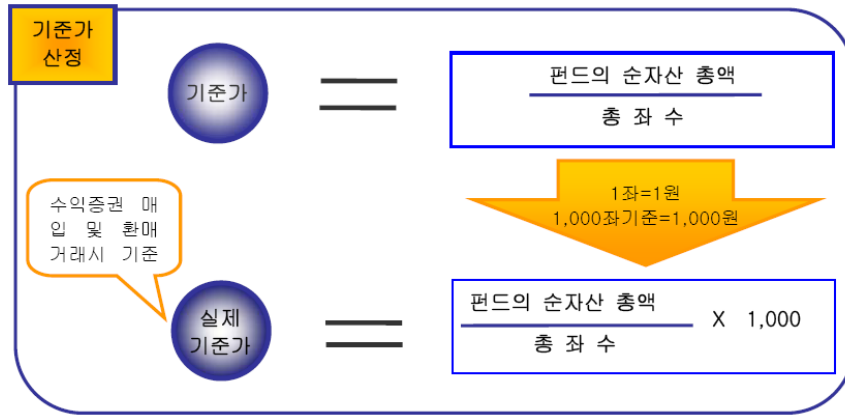 기준가
산정
기준가
펀드의 순자산 총액
총 좌 수
1좌=1원
1,000좌기준=1,000원
수익증권 매
입 및 환매
거래시 기준
실제
기준가
펀드의 순자산 총액
X 1,000
총 좌 수